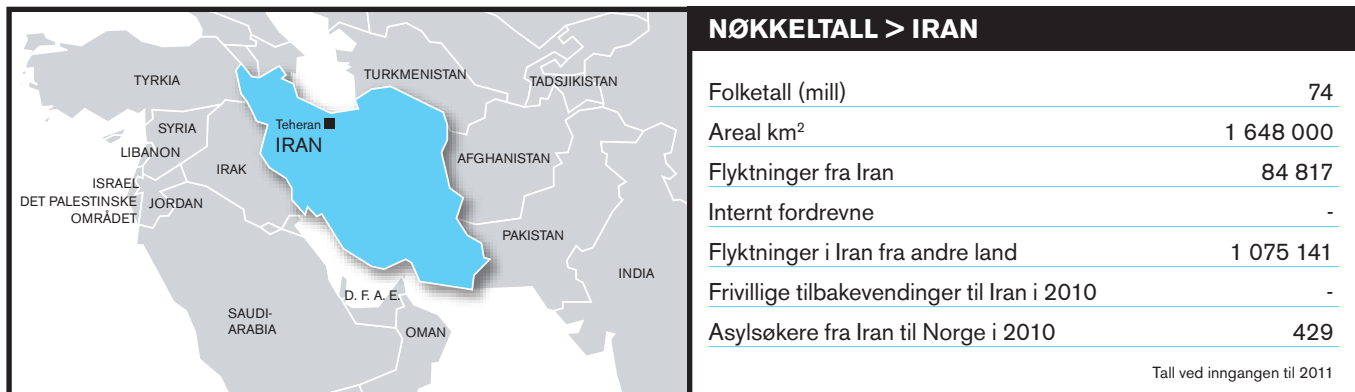 TYRKIA
TURKMENISTAN
TADSJIKISTAN
Teheran
IRAN
SYRIA
LIBANON
IRAK
AFGHANISTAN
ISRAEL
DET PALESTINSKE
OMRÅDET
JORDAN
PAKISTAN
INDIA
D. F. A. E.
SAUDI-
ARABIA
OMAN
NØKKELTALL > IRAN
Folketall (mill) 74
Areal km² 1 648 000
Flyktninger fra Iran 84 817
Internt fordrevne -
Flyktninger i Iran fra andre land 1 075 141
Frivillige tilbakevendinger til Iran i 2010 -
Asylsøkere fra Iran til Norge i 2010 429
Tall ved inngangen til 2011